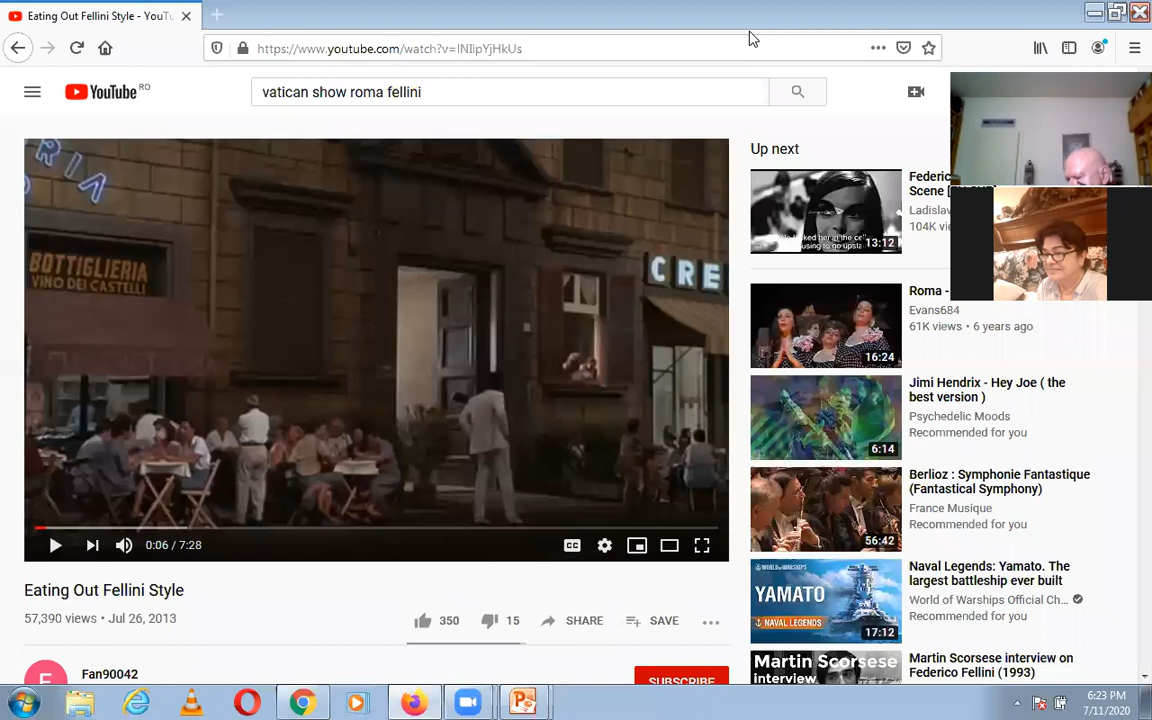 Eating Out Fellini Style - YouTu
https://www.youtube.com/watch?v=lNIlpYjHkUs
YouTube RO
vatican show roma fellini
RIA
BOTTIGLIERIA
VINO DEI CASTELLI
CRE
0:06 / 7:28
CC
Eating Out Fellini Style
57,390 views • Jul 26, 2013
350
15
SHARE
SAVE
F
Fan90042
SUBSCRIBE
Up next
13:12
Federic
Scene
Ladislav
104K vie
16:24
Roma -
Evans684
61K views • 6 years ago
6:14
Jimi Hendrix - Hey Joe ( the
best version )
Psychedelic Moods
Recommended for you
56:42
Berlioz : Symphonie Fantastique
(Fantastical Symphony)
France Musique
Recommended for you
WORLD OF WARSHIPS
YAMATO
NAVAL LEGENDS
17:12
Naval Legends: Yamato. The
largest battleship ever built
World of Warships Official Ch...
Recommended for you
Martin Scorsese
interview
Martin Scorsese interview on
Federico Fellini (1993)
6:23 PM
7/11/2020